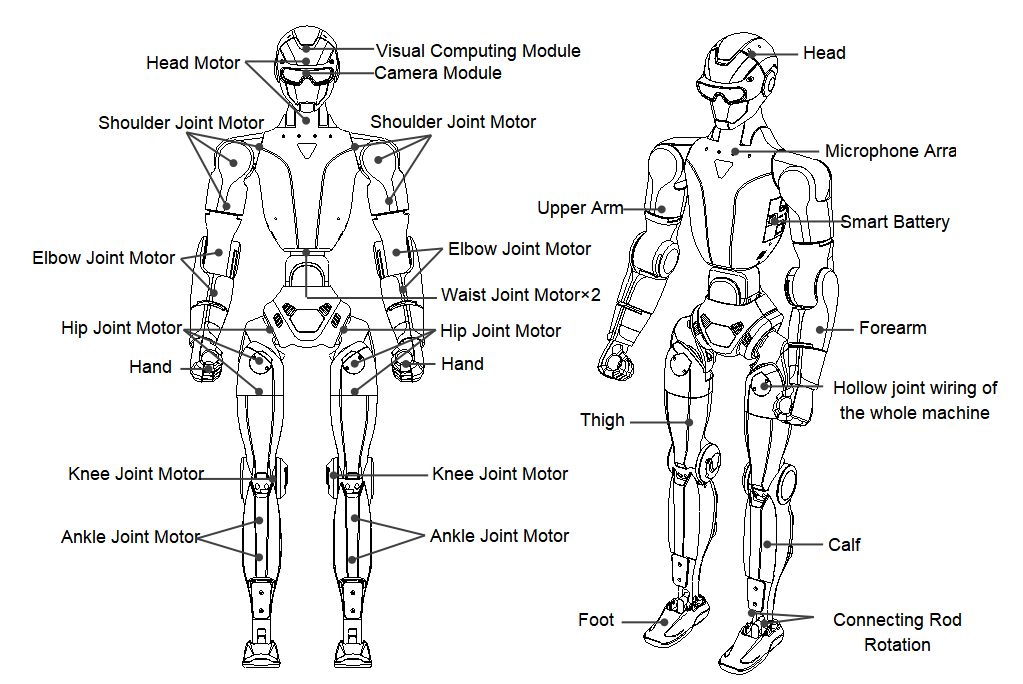 Visual Computing Module
Head Motor
Camera Module
Shoulder Joint Motor
Shoulder Joint Motor
Elbow Joint Motor
Elbow Joint Motor
Waist Joint Motor×2
Hip Joint Motor
Hip Joint Motor
Hand
Hand
Knee Joint Motor
Knee Joint Motor
Ankle Joint Motor
Ankle Joint Motor
Head
Microphone Arra
Upper Arm
Smart Battery
Forearm
Hollow joint wiring of
the whole machine
Thigh
Calf
Foot
Connecting Rod
Rotation